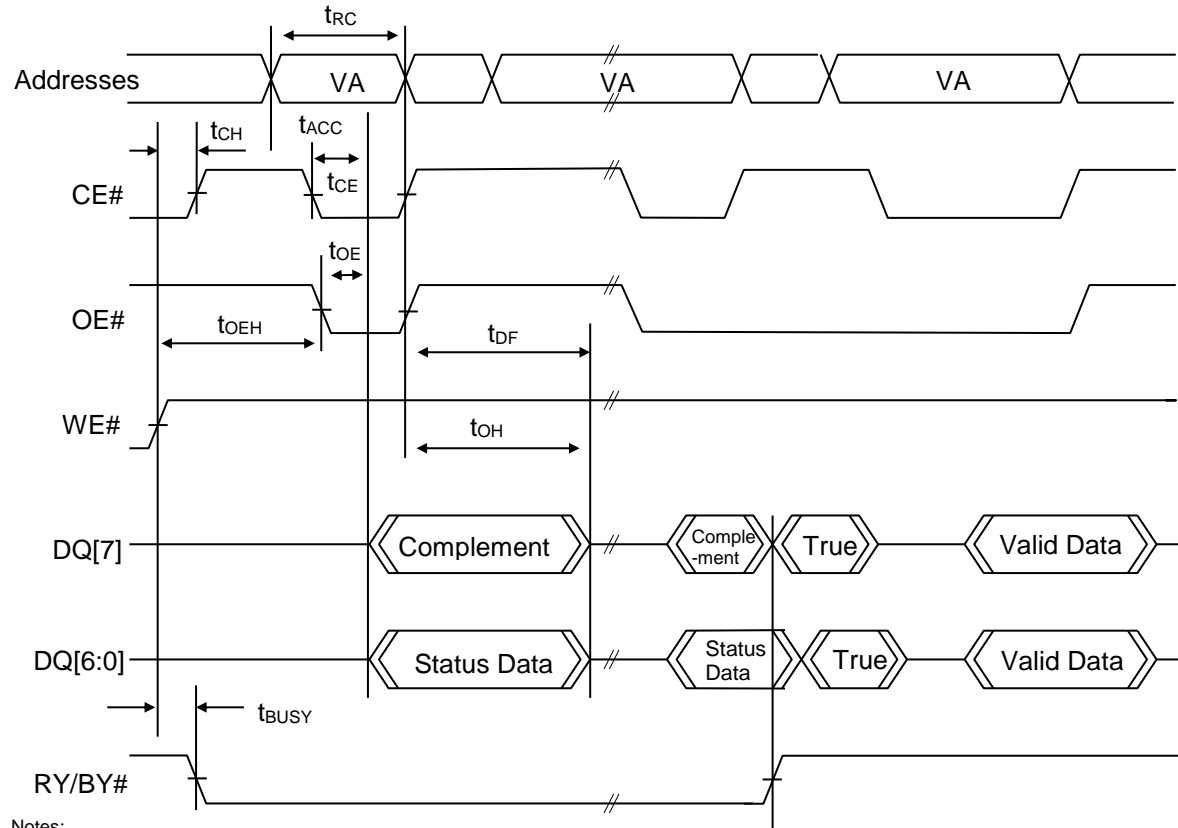 tRC
Addresses VA VA VA
tCH tACC
CE# tCE
tOE
OE#
tOEH tDF
WE#
tOH
DQ[7] Complement Comple-ment True Valid Data
DQ[6:0] Status Data Status Data True Valid Data
tBUSY
RY/BY#
Notes: